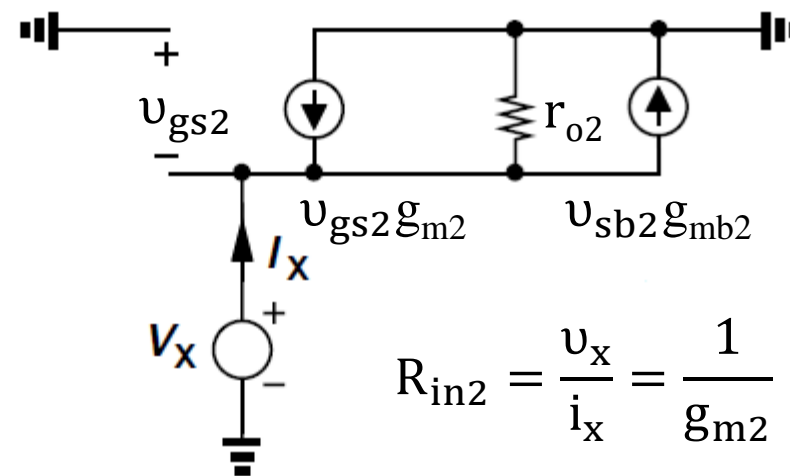 +
υgs2
−
ro2
υgs2gm2
υsb2gmb2
IX
VX
+
−
Rin2 = υx/ix = 1/gm2